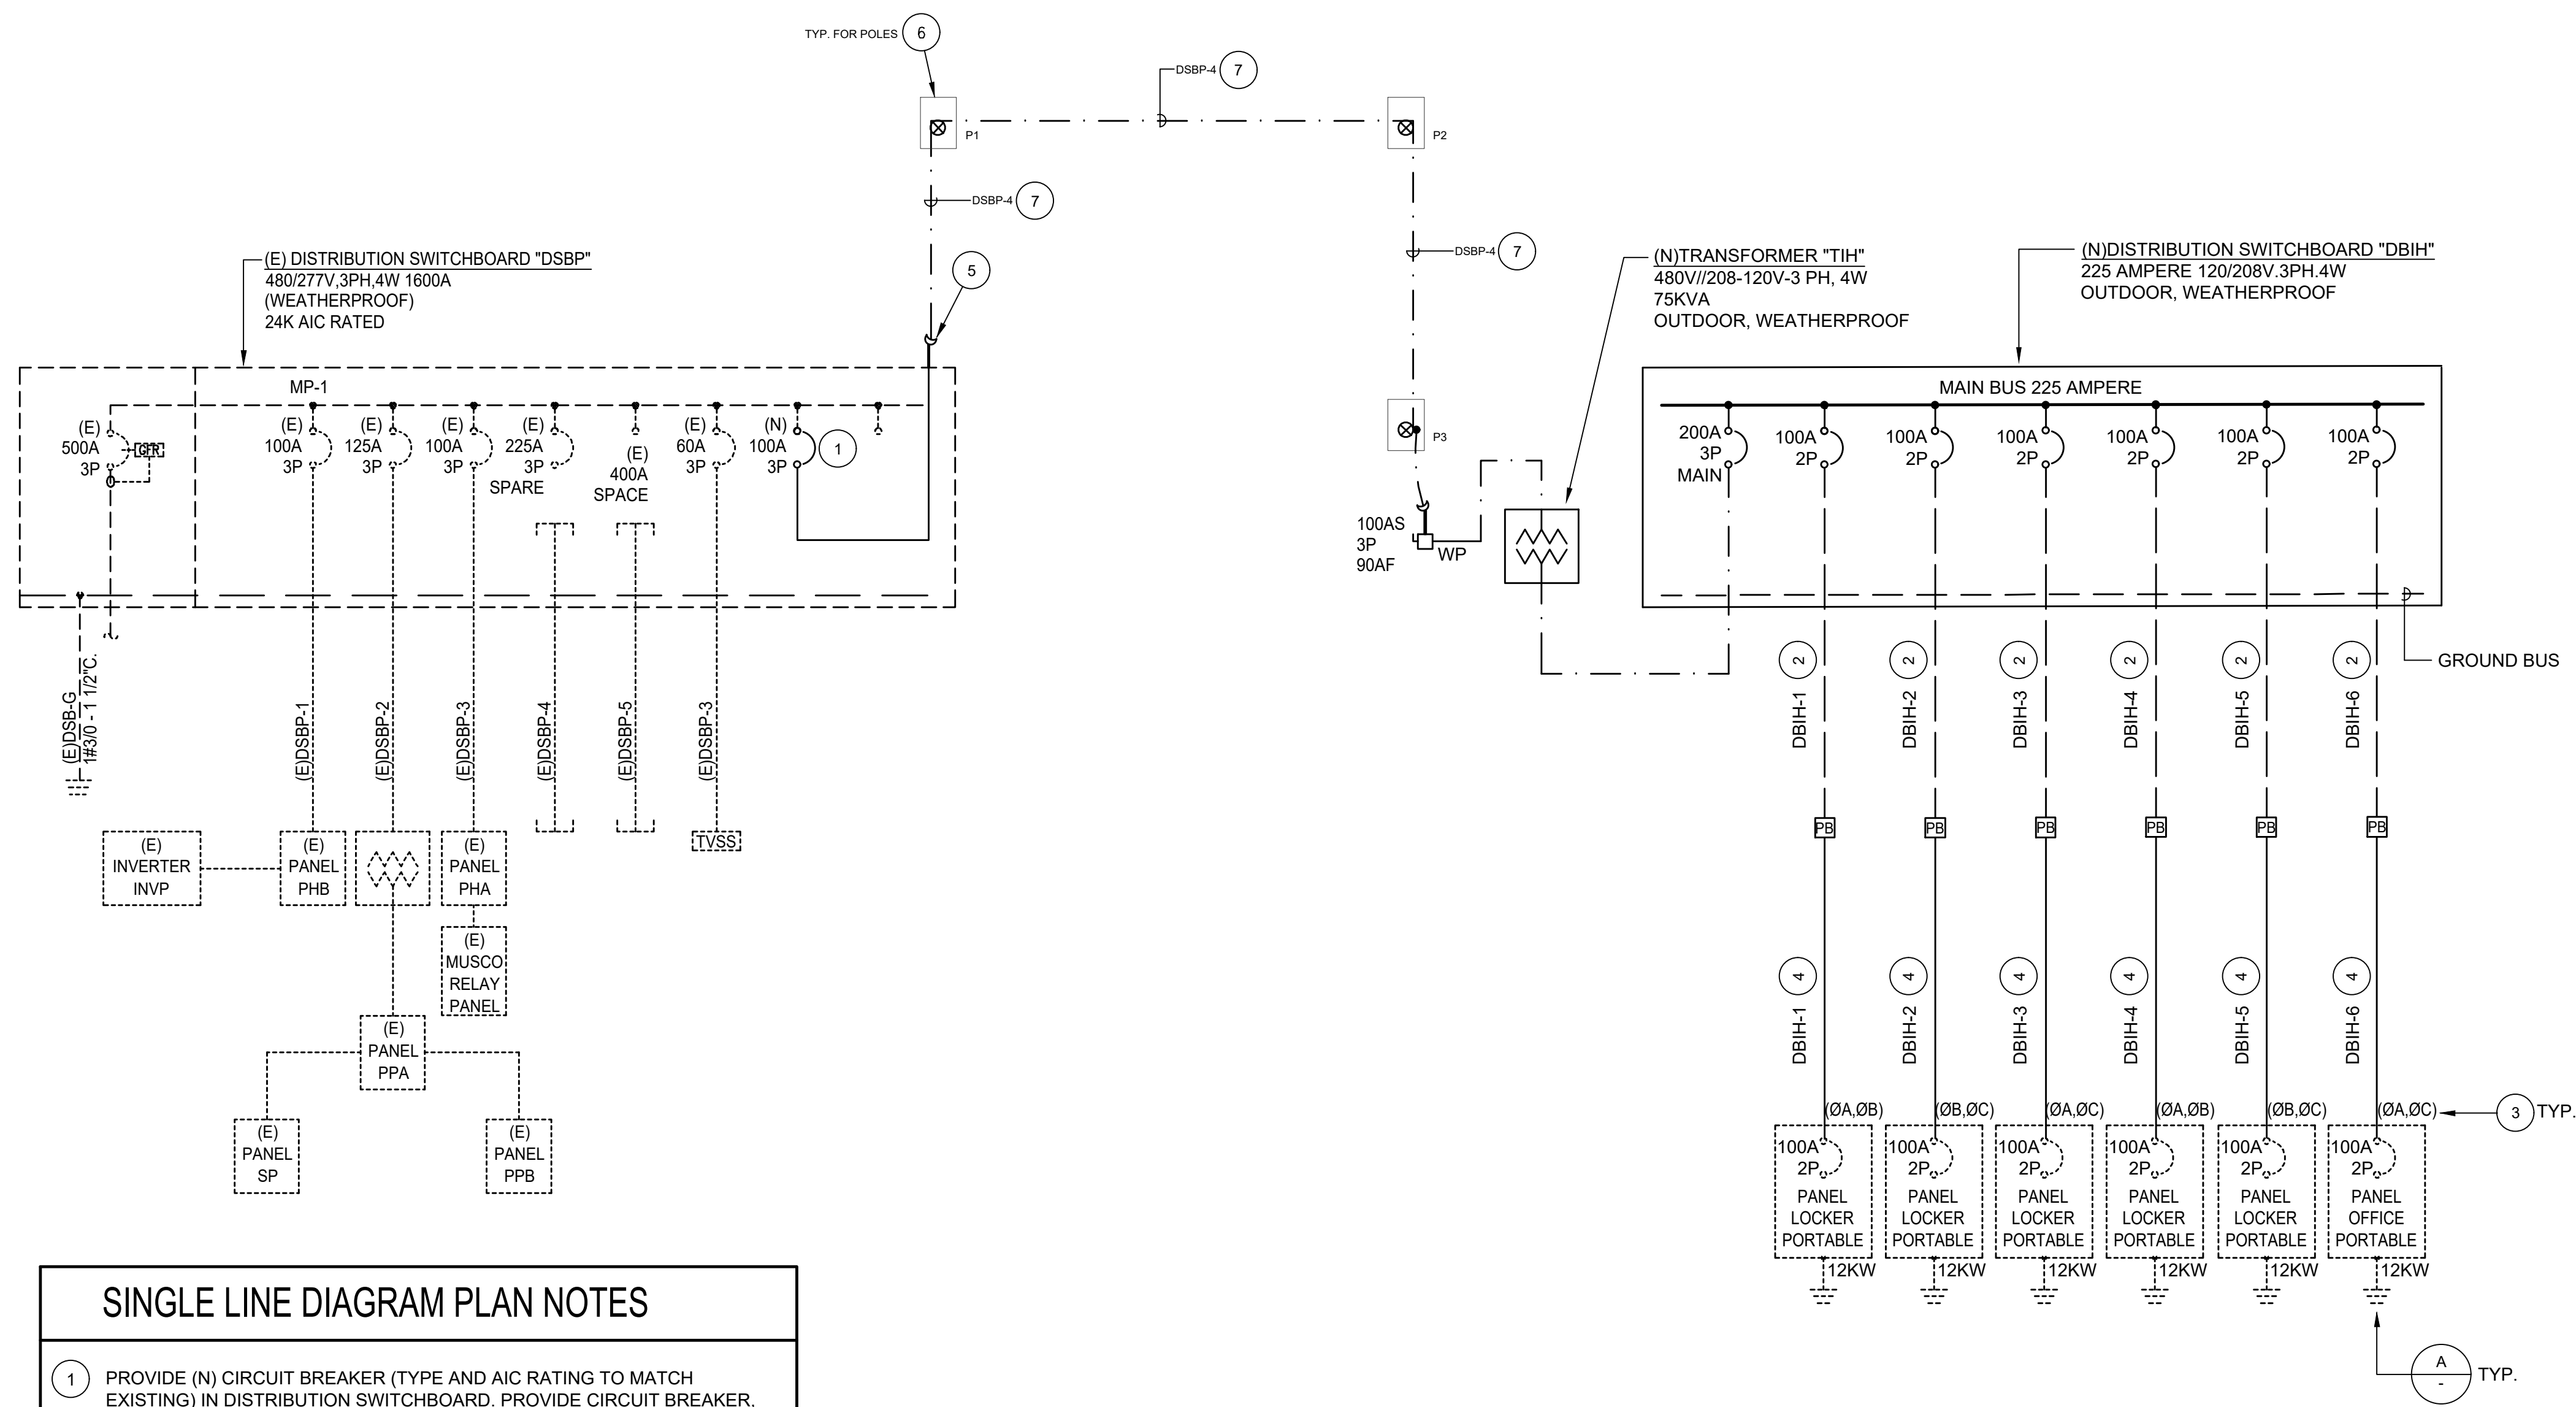 TYP. FOR POLES
6
DSBP-4
7
P1
P2
DSBP-4
7
DSBP-4
7
5
(E) DISTRIBUTION SWITCHBOARD "DSBP"
480/277V,3PH,4W 1600A
(WEATHERPROOF)
24K AIC RATED
(N)TRANSFORMER "TIH"
480V//208-120V-3 PH, 4W
75KVA
OUTDOOR, WEATHERPROOF
(N)DISTRIBUTION SWITCHBOARD "DBIH"
225 AMPERE 120/208V.3PH.4W
OUTDOOR, WEATHERPROOF
MP-1
(E)
500A
3P
GFR
(E)
100A
3P
(E)
125A
3P
(E)
100A
3P
(E)
225A
3P
SPARE
(E)
400A
SPACE
(E)
60A
3P
(N)
100A
3P
1
P3
100AS
3P
90AF
WP
MAIN BUS 225 AMPERE
200A
3P
MAIN
100A
2P
100A
2P
100A
2P
100A
2P
100A
2P
100A
2P
GROUND BUS
(E)DSB-G
1#3/0 - 1 1/2"C.
(E)DSBP-1
(E)DSBP-2
(E)DSBP-3
(E)DSBP-4
(E)DSBP-5
(E)DSBP-3
2
2
2
2
2
2
DBIH-1
DBIH-2
DBIH-3
DBIH-4
DBIH-5
DBIH-6
PB
PB
PB
PB
PB
PB
(E)
INVERTER
INVP
(E)
PANEL
PHB
(E)
PANEL
PHA
TVSS
(E)
MUSCO
RELAY
PANEL
(E)
PANEL
PPA
(E)
PANEL
SP
(E)
PANEL
PPB
4
4
4
4
4
4
DBIH-1
DBIH-2
DBIH-3
DBIH-4
DBIH-5
DBIH-6
(ØA,ØB)
(ØB,ØC)
(ØA,ØC)
(ØA,ØB)
(ØB,ØC)
(ØA,ØC)
3
TYP.
100A
2P
PANEL
LOCKER
PORTABLE
12KW
100A
2P
PANEL
LOCKER
PORTABLE
12KW
100A
2P
PANEL
LOCKER
PORTABLE
12KW
100A
2P
PANEL
LOCKER
PORTABLE
12KW
100A
2P
PANEL
LOCKER
PORTABLE
12KW
100A
2P
PANEL
OFFICE
PORTABLE
12KW
A
-
TYP.
SINGLE LINE DIAGRAM PLAN NOTES
1
PROVIDE (N) CIRCUIT BREAKER (TYPE AND AIC RATING TO MATCH
EXISTING) IN DISTRIBUTION SWITCHBOARD. PROVIDE CIRCUIT BREAKER,